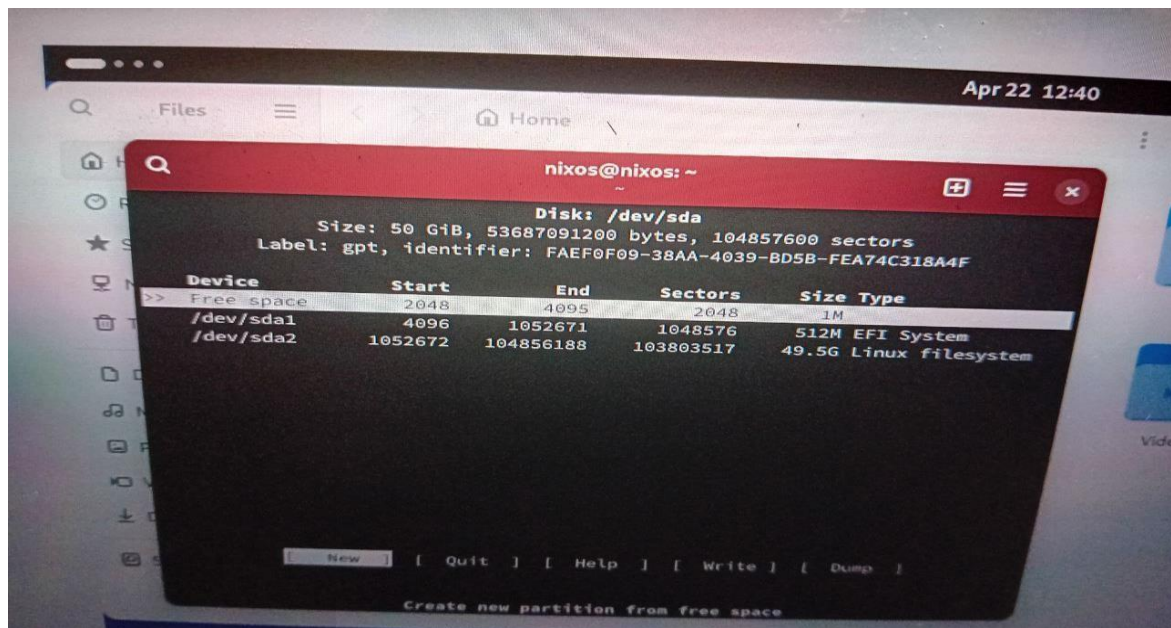 Apr 22 12:40
Files
Home
nixos@nixos: ~
~
Disk: /dev/sda
Size: 50 GiB, 53687091200 bytes, 104857600 sectors
Label: gpt, identifier: FAEF0F09-38AA-4039-BD5B-FEA74C318A4F
Device Start End Sectors Size Type
>> Free space 2048 4095 2048 1M
/dev/sda1 4096 1052671 1048576 512M EFI System
/dev/sda2 1052672 104856188 103803517 49.5G Linux filesystem
[ New ] [ Quit ] [ Help ] [ Write ] [ Dump ]
Create new partition from free space